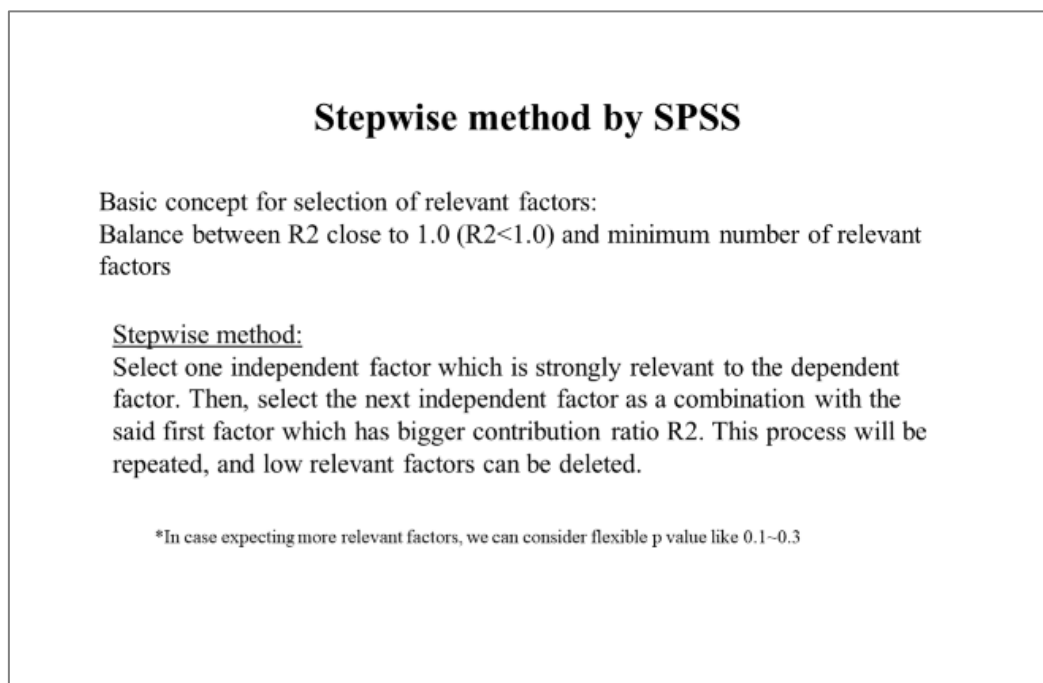 Stepwise method by SPSS
Basic concept for selection of relevant factors:
Balance between R2 close to 1.0 (R2<1.0) and minimum number of relevant
factors
Stepwise method:
Select one independent factor which is strongly relevant to the dependent
factor. Then, select the next independent factor as a combination with the
said first factor which has bigger contribution ratio R2. This process will be
repeated, and low relevant factors can be deleted.
*In case expecting more relevant factors, we can consider flexible p value like 0.1~0.3